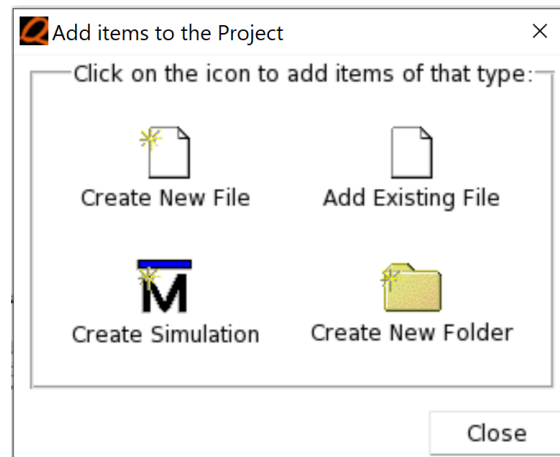 Add items to the Project
Click on the icon to add items of that type:
Create New File
Add Existing File
Create Simulation
Create New Folder
Close